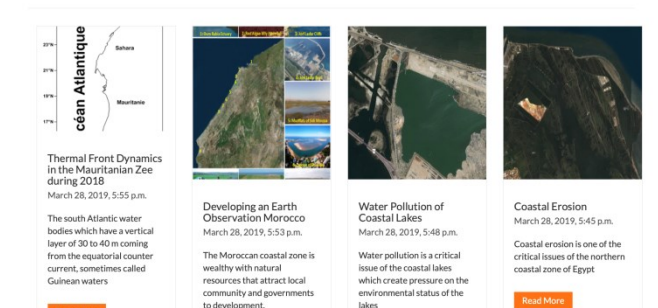 23°N
21°N
19°N
17°N
céan Atlantique
Sahara
Mauritanie
Thermal Front Dynamics
in the Mauritanian Zee
during 2018
March 28, 2019, 5:55 p.m.
The south Atlantic water
bodies which have a vertical
layer of 30 to 40 m coming
from the equatorial counter
current, sometimes called
Guinean waters
Developing an Earth
Observation Morocco
March 28, 2019, 5:53 p.m.
The Moroccan coastal zone is
wealthy with natural
resources that attract local
community and governments
to development.
Water Pollution of
Coastal Lakes
March 28, 2019, 5:48 p.m.
Water pollution is a critical
issue of the coastal lakes
which create pressure on the
environmental status of the
lakes
Coastal Erosion
March 28, 2019, 5:45 p.m.
Coastal erosion is one of the
critical issues of the northern
coastal zone of Egypt
Read More